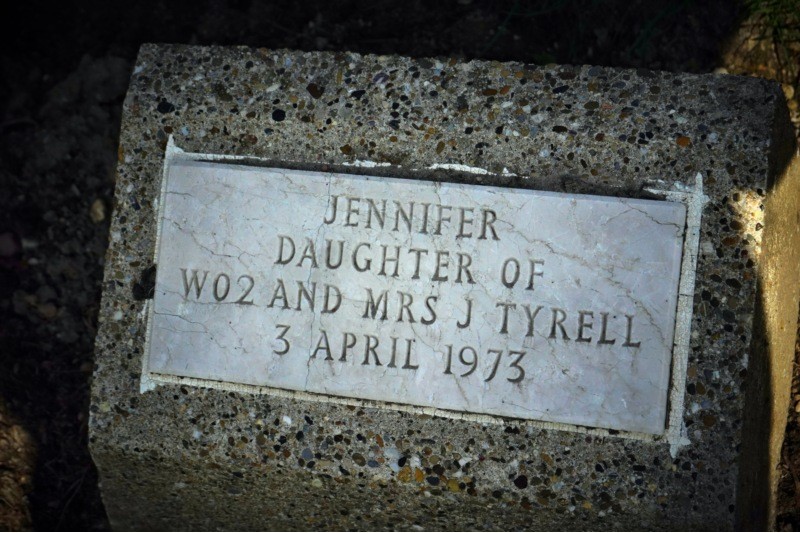 JENNIFER
DAUGHTER OF
WO2 AND MRS J TYRELL
3 APRIL 1973